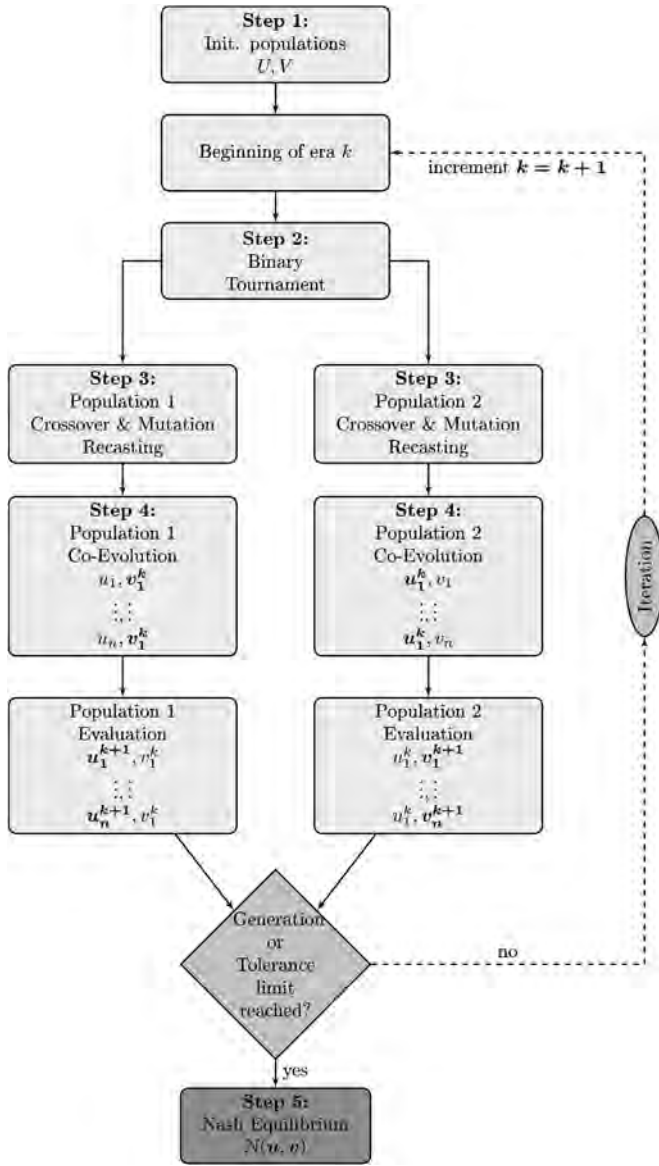 Step 1:
Init. populations
U, V
Beginning of era k
increment k = k + 1
Step 2:
Binary
Tournament
Step 3:
Population 1
Crossover & Mutation
Recasting
Step 3:
Population 2
Crossover & Mutation
Recasting
Step 4:
Population 1
Co-Evolution
u₁, v₁ᵏ
⋮,⋮
uₙ, v₁ᵏ
Step 4:
Population 2
Co-Evolution
u₁ᵏ, v₁
⋮,⋮
u₁ᵏ, vₙ
Iteration
Population 1
Evaluation
u₁ᵏ⁺¹, v₁ᵏ
⋮,⋮
uₙᵏ⁺¹, v₁ᵏ
Population 2
Evaluation
u₁ᵏ, v₁ᵏ⁺¹
⋮,⋮
u₁ᵏ, vₙᵏ⁺¹
Generation
or
Tolerance
limit
reached?
no
yes
Step 5:
Nash Equilibrium
N(u, v)